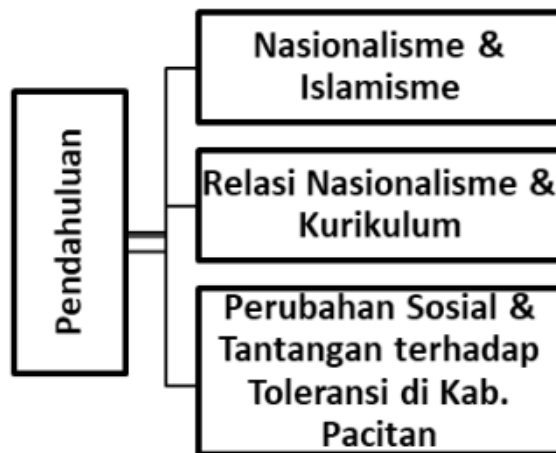 Pendahuluan
Nasionalisme &
Islamisme
Relasi Nasionalisme &
Kurikulum
Perubahan Sosial &
Tantangan terhadap
Toleransi di Kab.
Pacitan